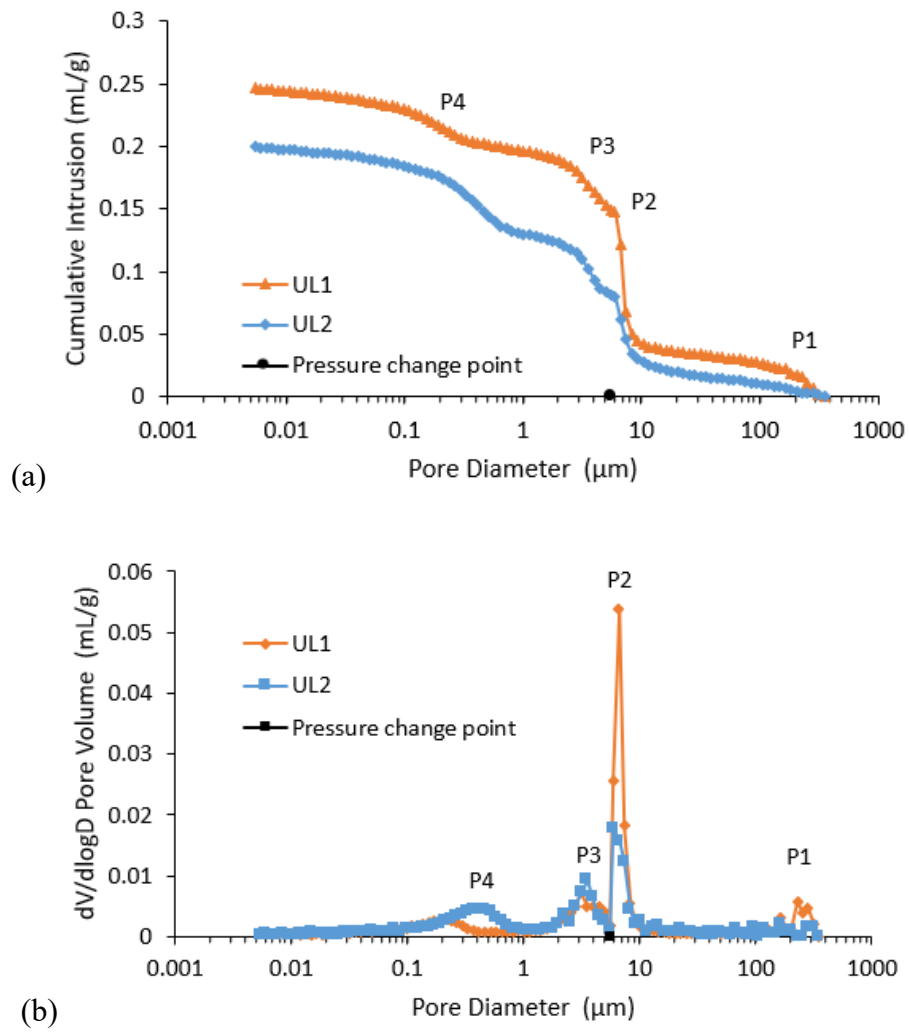 0.3
0.25
0.2
0.15
0.1
0.05
0
Cumulative Intrusion (mL/g)
P4
P3
P2
P1
UL1
UL2
Pressure change point
0.001 0.01 0.1 1 10 100 1000
Pore Diameter (µm)
(a)
0.06
0.05
0.04
0.03
0.02
0.01
0
dV/dlogD Pore Volume (mL/g)
P2
UL1
UL2
Pressure change point
P4
P3
P1
0.001 0.01 0.1 1 10 100 1000
Pore Diameter (µm)
(b)